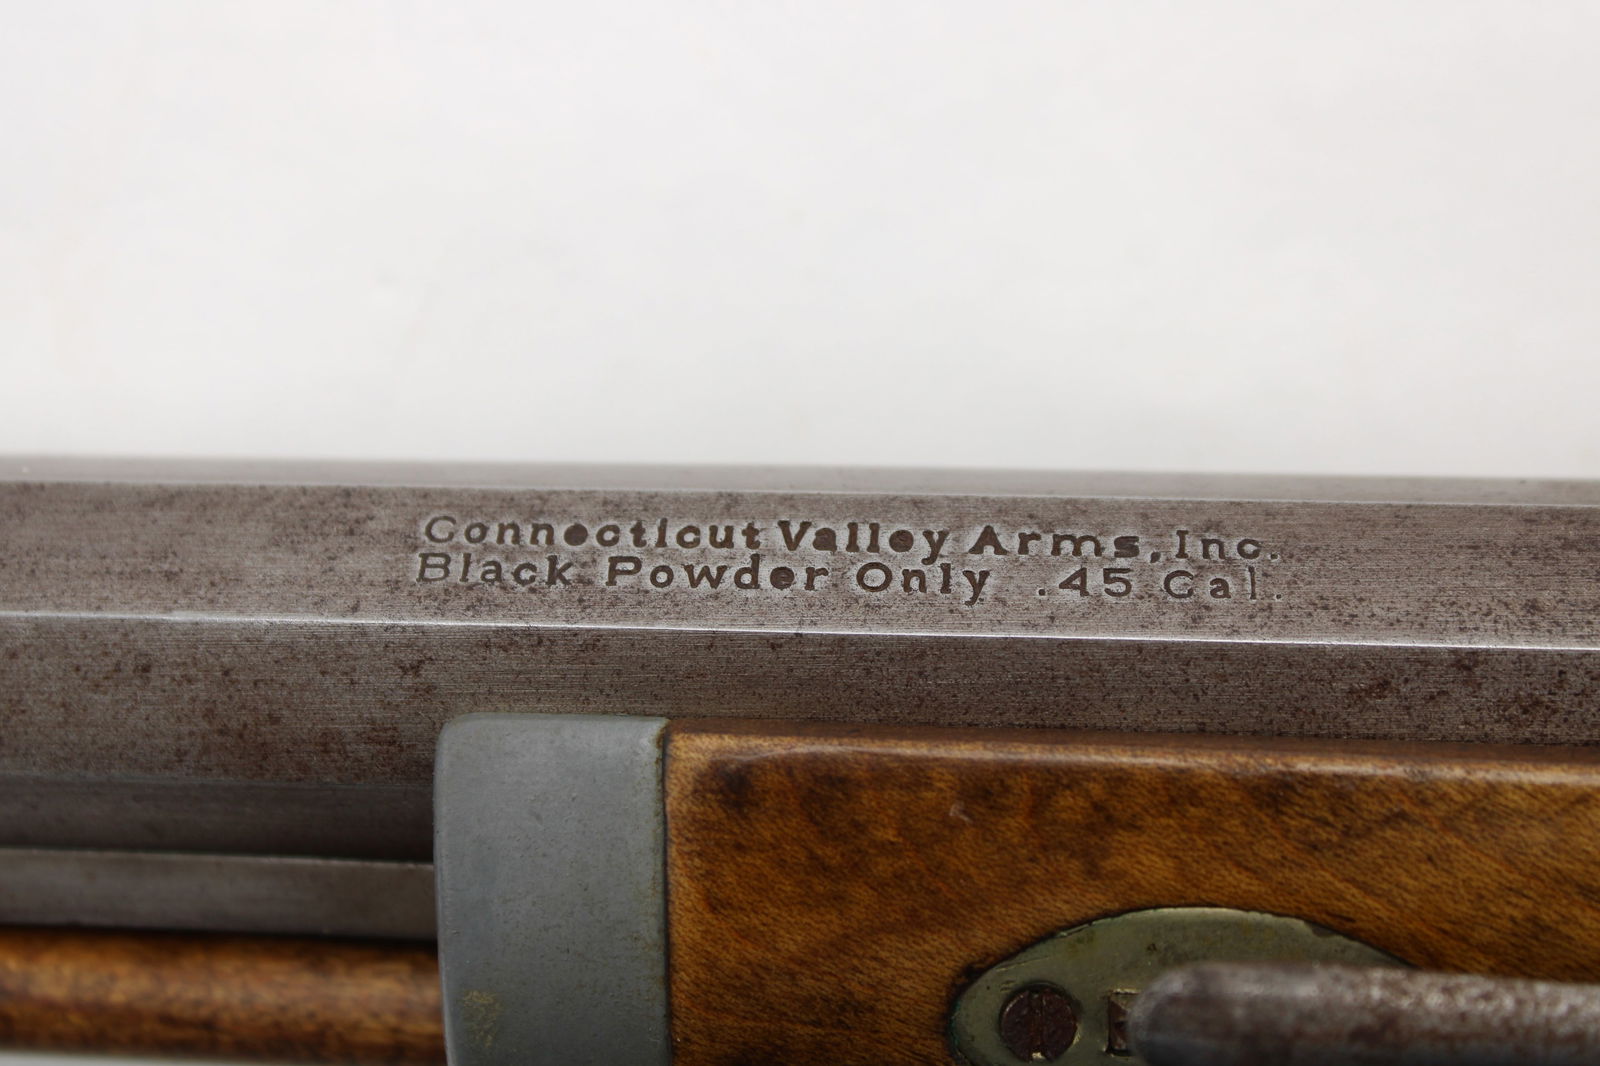 Connecticut Valley Arms, Inc.
Black Powder Only .45 Cal.